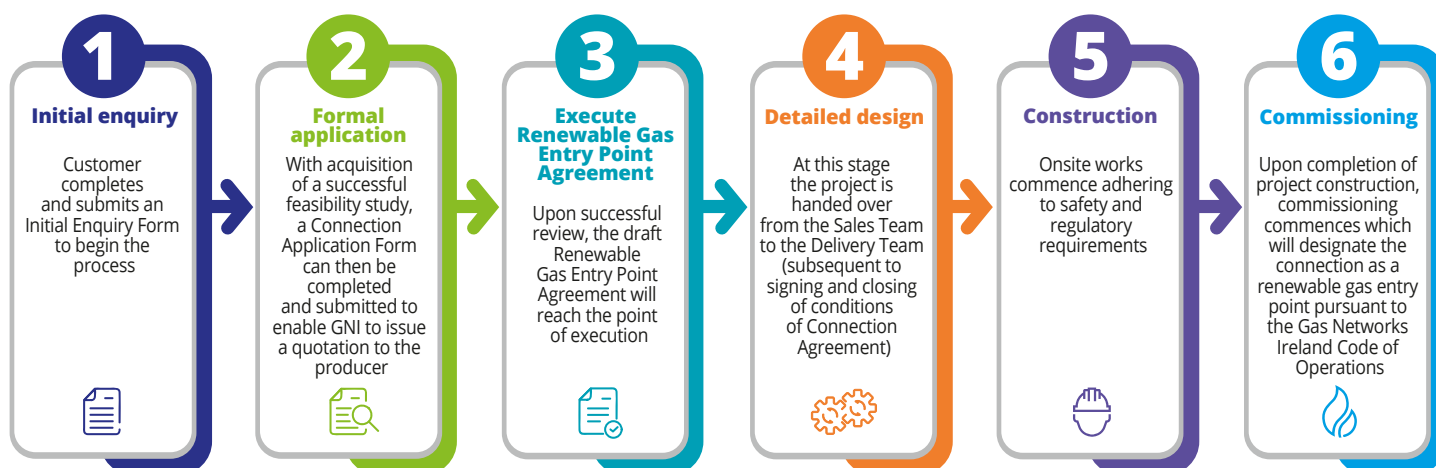 1
Initial enquiry
Customer
completes
and submits an
Initial Enquiry Form
to begin the
process
2
Formal
application
With acquisition
of a successful
feasibility study,
a Connection
Application Form
can then be
completed
and submitted to
enable GNI to issue
a quotation to the
producer
3
Execute
Renewable Gas
Entry Point
Agreement
Upon successful
review, the draft
Renewable
Gas Entry Point
Agreement will
reach the point
of execution
4
Detailed design
At this stage
the project is
handed over
from the Sales Team
to the Delivery Team
(subsequent to
signing and closing
of conditions
of Connection
Agreement)
5
Construction
Onsite works
commence adhering
to safety and
regulatory
requirements
6
Commissioning
Upon completion of
project construction,
commissioning
commences which
will designate the
connection as a
renewable gas entry
point pursuant to
the Gas Networks
Ireland Code of
Operations